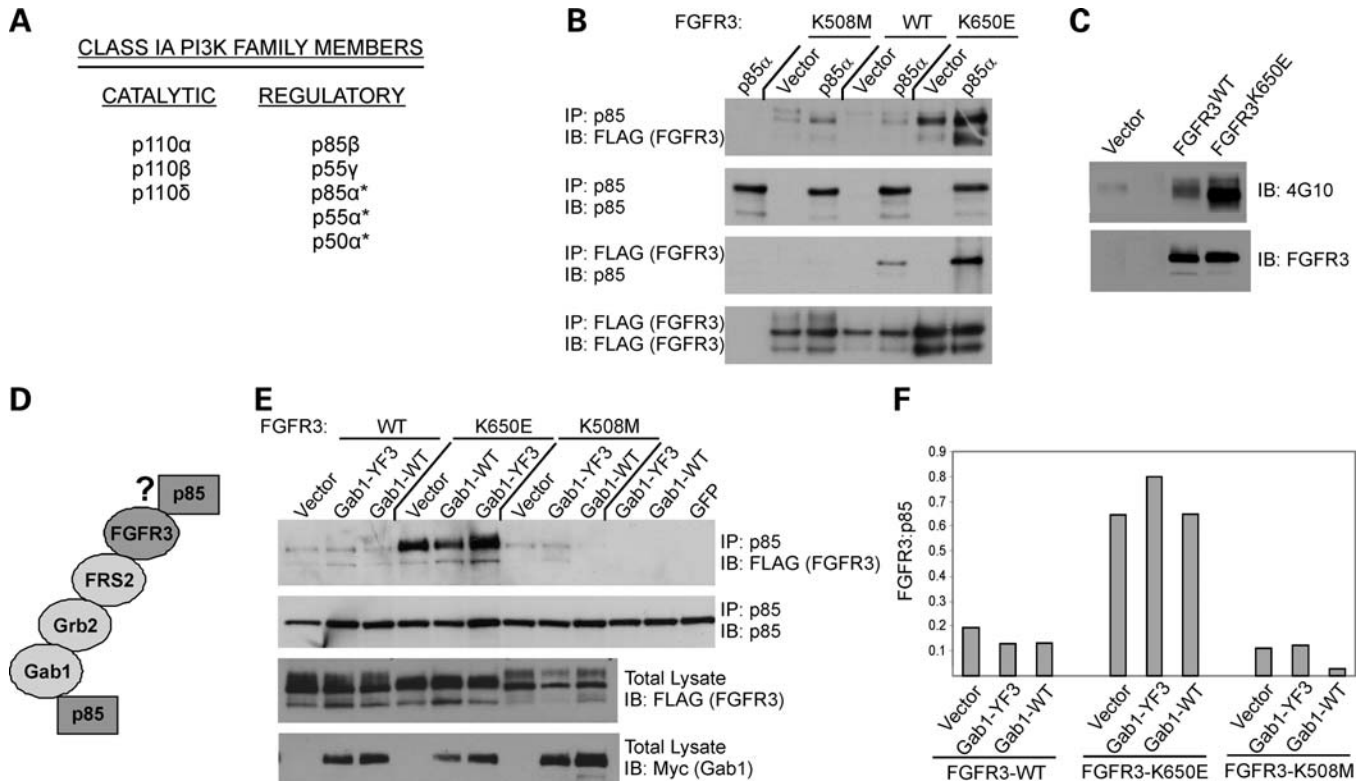 A
CLASS IA PI3K FAMILY MEMBERS
CATALYTIC REGULATORY
p110α p85β
p110β p55γ
p110δ p85α*
p55α*
p50α*
B
FGFR3: K508M WT K650E
p85α Vector p85α Vector p85α Vector p85α
IP: p85
IB: FLAG (FGFR3)
IP: p85
IB: p85
IP: FLAG (FGFR3)
IB: p85
IP: FLAG (FGFR3)
IB: FLAG (FGFR3)
C
Vector FGFR3WT FGFR3K650E
IB: 4G10
IB: FGFR3
D
?
p85
FGFR3
FRS2
Grb2
Gab1
p85
E
FGFR3: WT K650E K508M
Vector Gab1-YF3 Gab1-WT Vector Gab1-WT Gab1-YF3 Vector Gab1-YF3 Gab1-WT Gab1-YF3 Gab1-WT GFP
IP: p85
IB: FLAG (FGFR3)
IP: p85
IB: p85
Total Lysate
IB: FLAG (FGFR3)
Total Lysate
IB: Myc (Gab1)
F
FGFR3:p85
0.9
0.8
0.7
0.6
0.5
0.4
0.3
0.2
0.1
Vector Gab1-YF3 Gab1-WT Vector Gab1-YF3 Gab1-WT Vector Gab1-YF3 Gab1-WT
FGFR3-WT FGFR3-K650E FGFR3-K508M